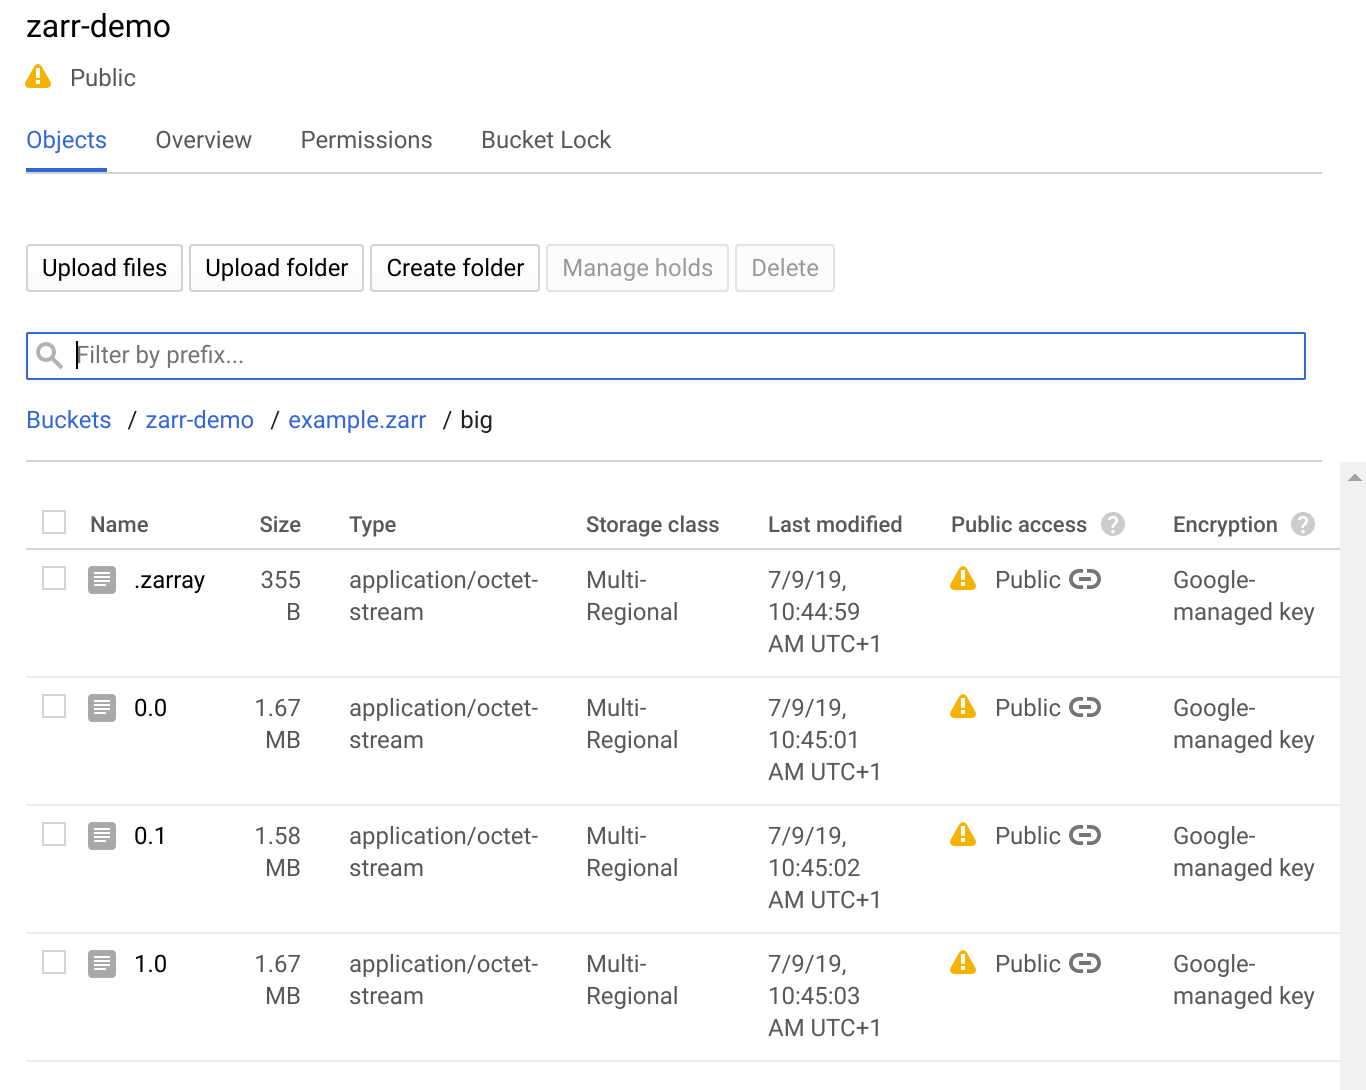 zarr-demo
Public
Objects Overview Permissions Bucket Lock
Upload files Upload folder Create folder Manage holds Delete
Filter by prefix...
Buckets / zarr-demo / example.zarr / big
Name Size Type Storage class Last modified Public access ? Encryption ?
.zarray 355 application/octet- Multi- 7/9/19, Public Google-
B stream Regional 10:44:59 managed key
AM UTC+1
0.0 1.67 application/octet- Multi- 7/9/19, Public Google-
MB stream Regional 10:45:01 managed key
AM UTC+1
0.1 1.58 application/octet- Multi- 7/9/19, Public Google-
MB stream Regional 10:45:02 managed key
AM UTC+1
1.0 1.67 application/octet- Multi- 7/9/19, Public Google-
MB stream Regional 10:45:03 managed key
AM UTC+1